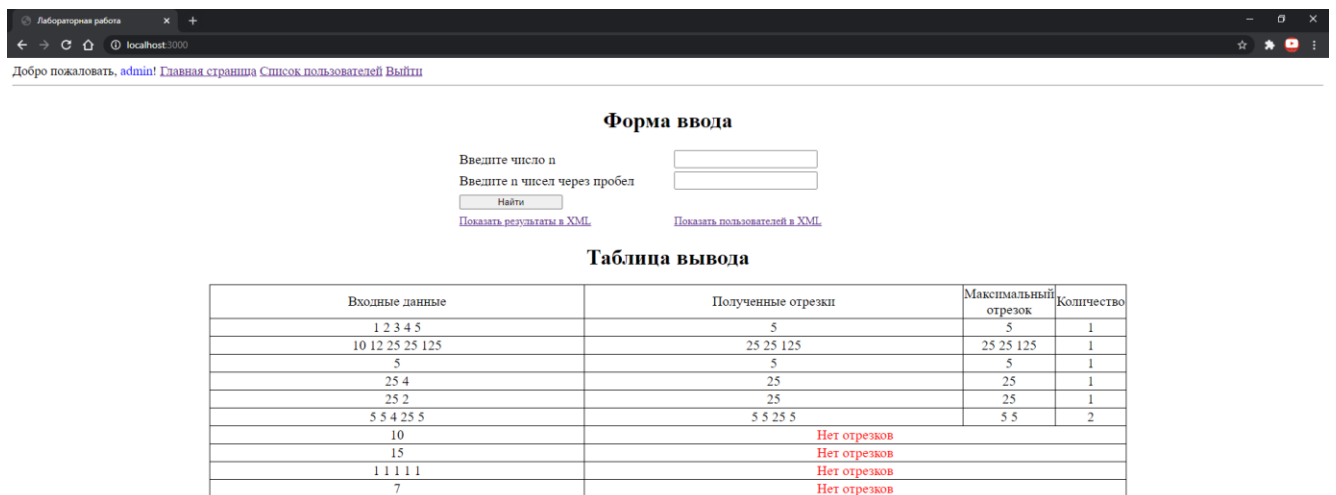 Лабораторная работа
localhost:3000
Добро пожаловать, admin! Главная страница Список пользователей Выйти
Форма ввода
Введите число n
Введите n чисел через пробел
Найти
Показать результаты в XML Показать пользователей в XML
Таблица вывода
Входные данные Полученные отрезки Максимальный отрезок Количество
1 2 3 4 5 5 5 1
10 12 25 25 125 25 25 125 25 25 125 1
5 5 5 1
25 4 25 25 1
25 2 25 25 1
5 5 4 25 5 5 5 25 5 5 5 2
10 Нет отрезков
15 Нет отрезков
1 1 1 1 1 Нет отрезков
7 Нет отрезков